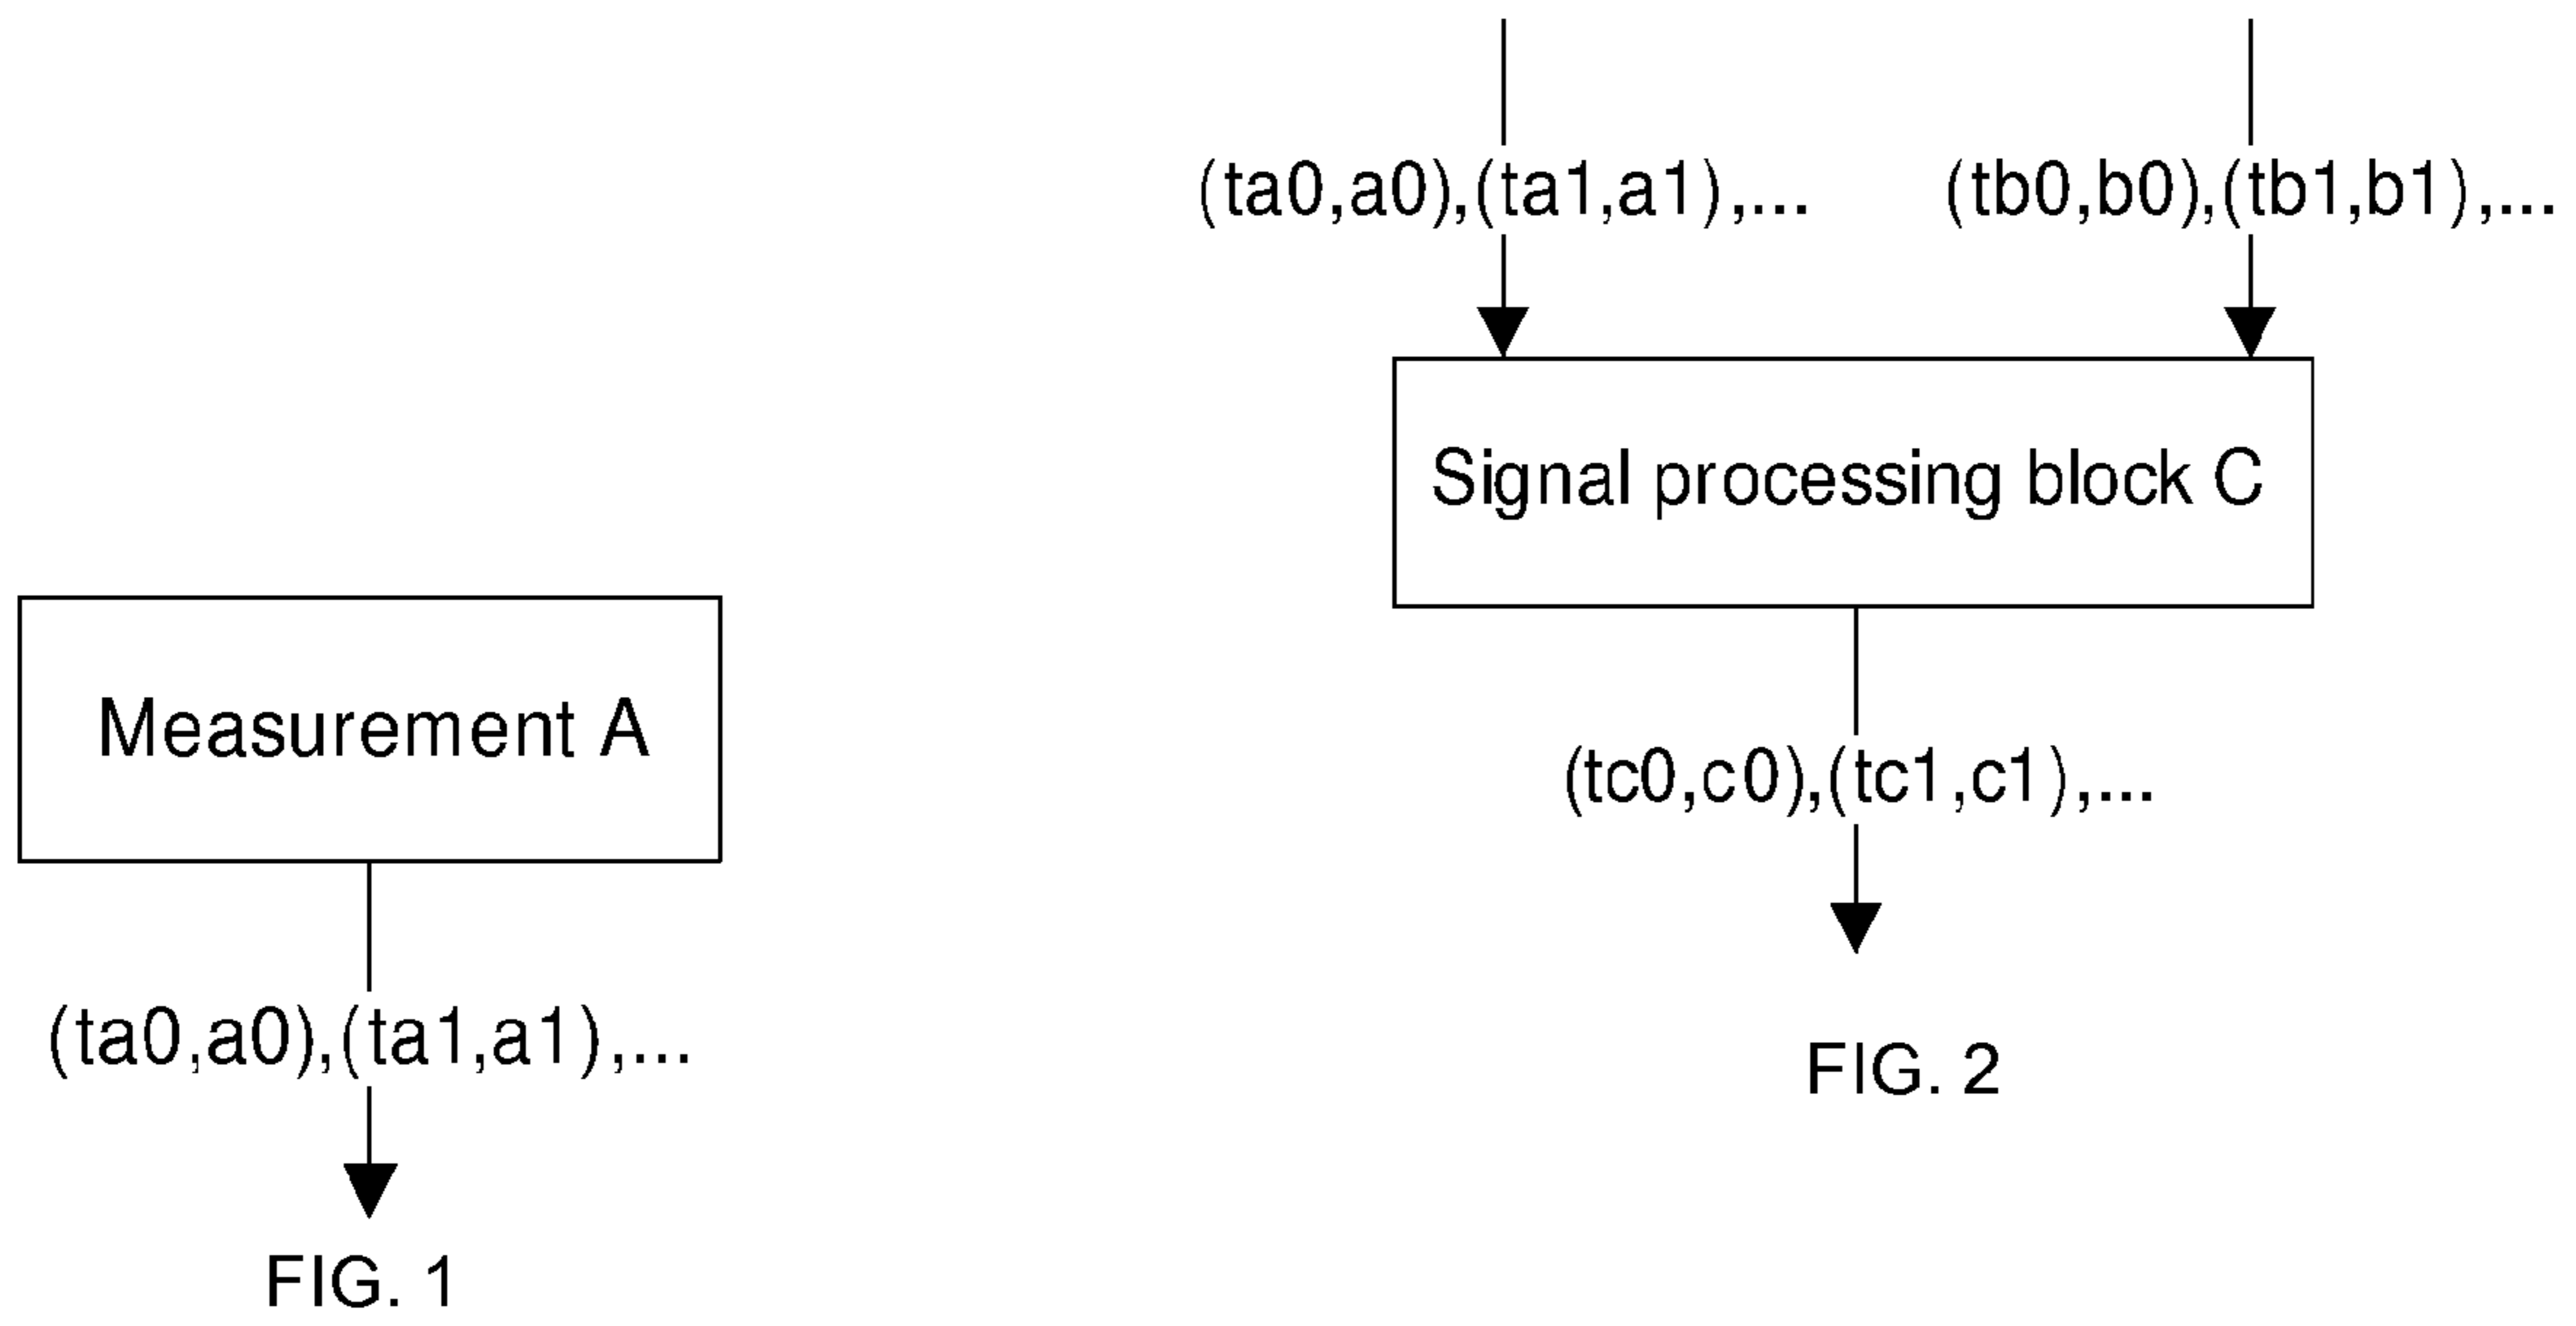 (ta0,a0),(ta1,a1),...
(tb0,b0),(tb1,b1),...
Signal processing block C
(tc0,c0),(tc1,c1),...
FIG. 2
Measurement A
(ta0,a0),(ta1,a1),...
FIG. 1